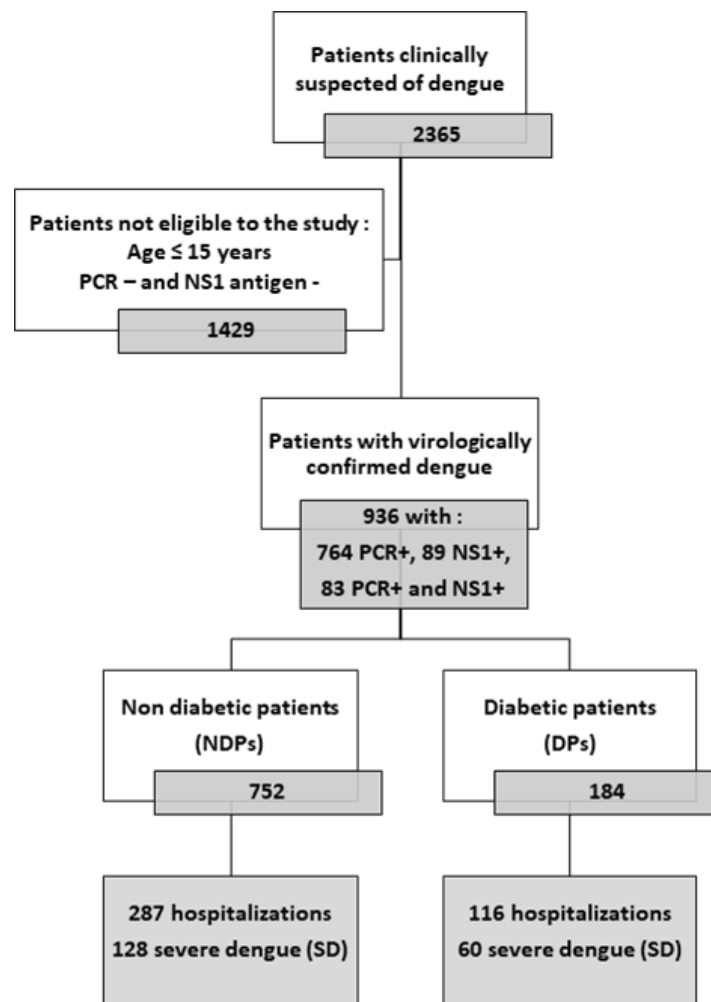 Patients clinically
suspected of dengue
2365
Patients not eligible to the study :
Age ≤ 15 years
PCR – and NS1 antigen -
1429
Patients with virologically
confirmed dengue
936 with :
764 PCR+, 89 NS1+,
83 PCR+ and NS1+
Non diabetic patients
(NDPs)
752
Diabetic patients
(DPs)
184
287 hospitalizations
128 severe dengue (SD)
116 hospitalizations
60 severe dengue (SD)